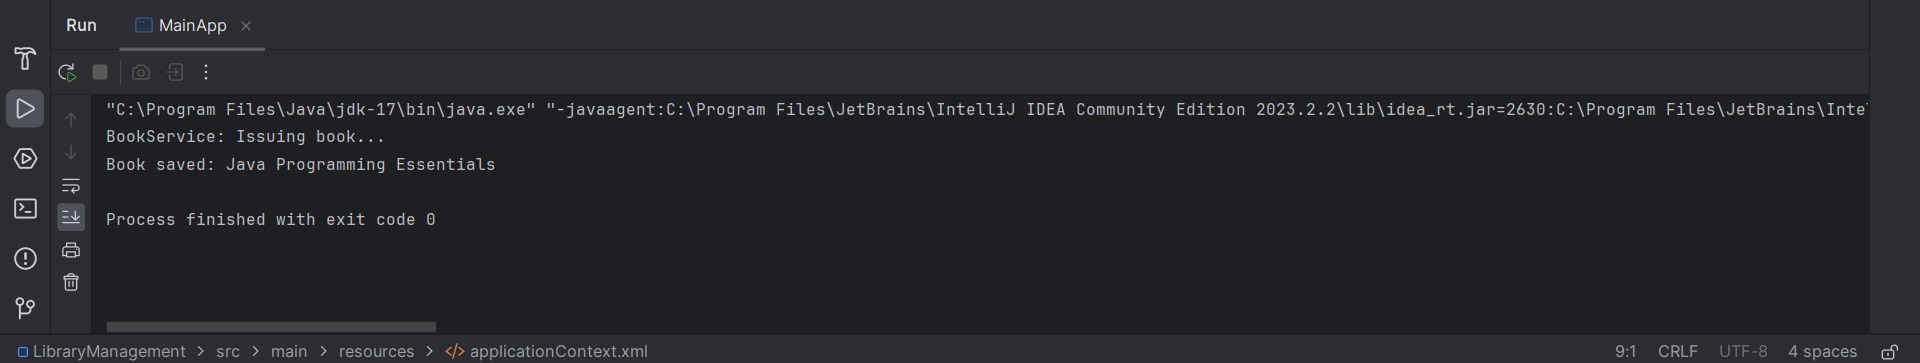 Run MainApp
"C:\Program Files\Java\jdk-17\bin\java.exe" "-javaagent:C:\Program Files\JetBrains\IntelliJ IDEA Community Edition 2023.2.2\lib\idea_rt.jar=2630:C:\Program Files\JetBrains\Inte
BookService: Issuing book...
Book saved: Java Programming Essentials
Process finished with exit code 0
LibraryManagement > src > main > resources > applicationContext.xml 9:1 CRLF UTF-8 4 spaces